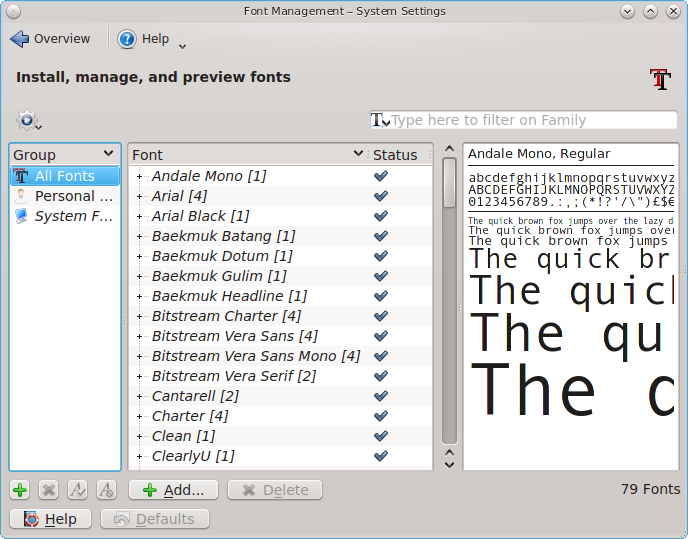 Font Management – System Settings
Overview
Help
Install, manage, and preview fonts
Type here to filter on Family
Group
All Fonts
Personal ...
System F...
Font
Status
Andale Mono [1]
Arial [4]
Arial Black [1]
Baekmuk Batang [1]
Baekmuk Dotum [1]
Baekmuk Gulim [1]
Baekmuk Headline [1]
Bitstream Charter [4]
Bitstream Vera Sans [4]
Bitstream Vera Sans Mono [4]
Bitstream Vera Serif [2]
Cantarell [2]
Charter [4]
Clean [1]
ClearlyU [1]
Andale Mono, Regular
abcdefghijklmnopqrstuvwxyz
ABCDEFGHIJKLMNOPQRSTUVWXYZ
0123456789.:,;(*!?'/\")£$€
The quick brown fox jumps over the lazy d
The quick brown fox jumps over
The quick brown fox jumps
The quick br
The quick
The qu
The q
Add...
Delete
79 Fonts
Help
Defaults